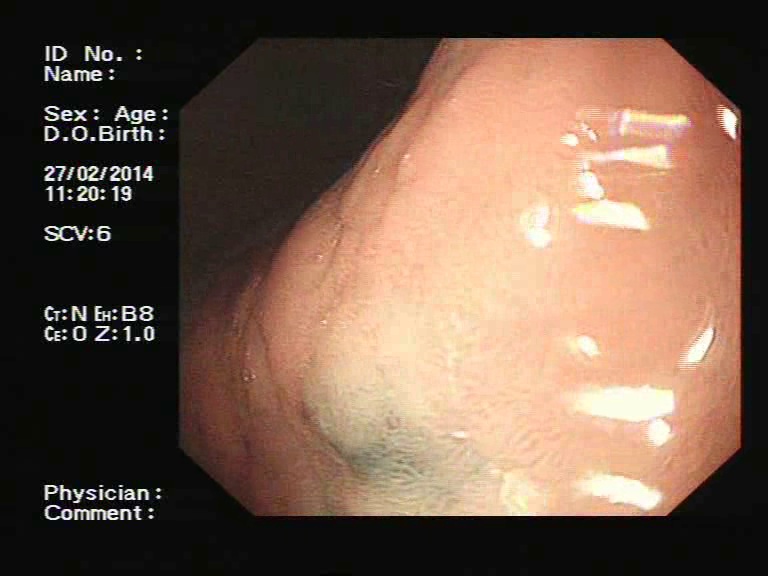 ID No. :
Name:
Sex: Age:
D.O.Birth:
27/02/2014
11:20:19
SCV:6
CT:N EH:B8
CE:0 Z:1.0
Physician:
Comment: